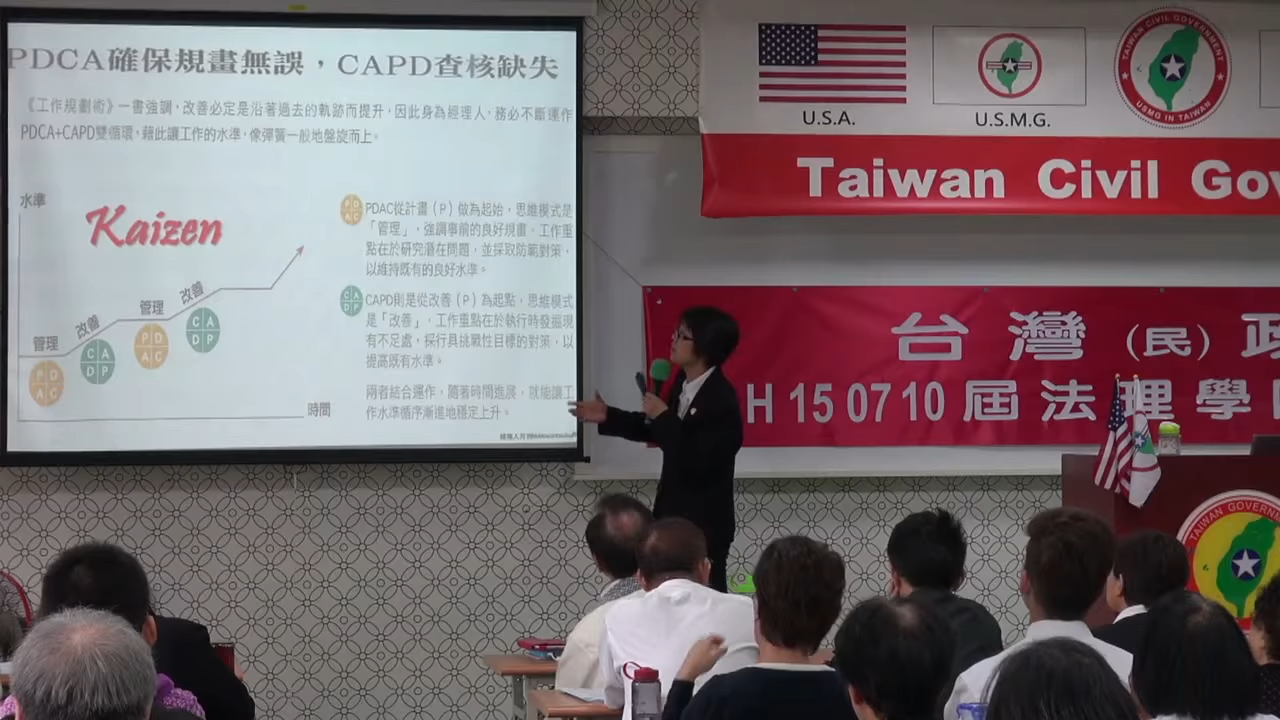 PDCA確保規畫無誤，CAPD查核缺失
《工作規劃術》一書強調，改善必定是沿著過去的軌跡而提升，因此身為經理人，務必不斷運作
PDCA+CAPD雙循環，藉此讓工作的水準，像彈簧一般地盤旋而上。
水準
Kaizen
管理
改善
管理
改善
P D
A C
C A
D P
P D
A C
C A
D P
時間
P D
A C
PDAC從計畫（P）做為起始，思維模式是
「管理」，強調事前的良好規畫，工作重
點在於研究潛在問題，並採取防範對策，
以維持既有的良好水準。
C A
D P
CAPD則是從改善（P）為起點，思維模式
是「改善」，工作重點在於執行時發掘現
有不足處，採行具挑戰性目標的對策，以
提高既有水準。
兩者結合運作，隨著時間進展，就能讓工
作水準循序漸進地穩定上升。
U.S.A.
U.S.M.G.
TAIWAN CIVIL GOVERNMENT
USMG IN TAIWAN
Taiwan Civil Gov
台灣（民）政
H 15 07 10 屆法理學
TAIWAN GOVERN